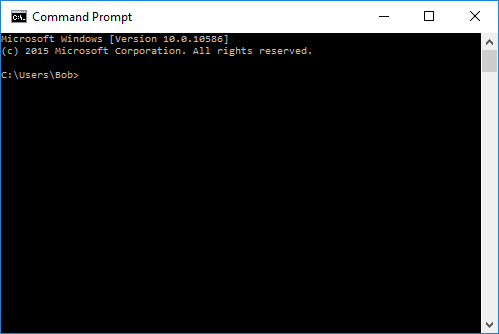 Command Prompt
Microsoft Windows [Version 10.0.10586]
(c) 2015 Microsoft Corporation. All rights reserved.
C:\Users\Bob>